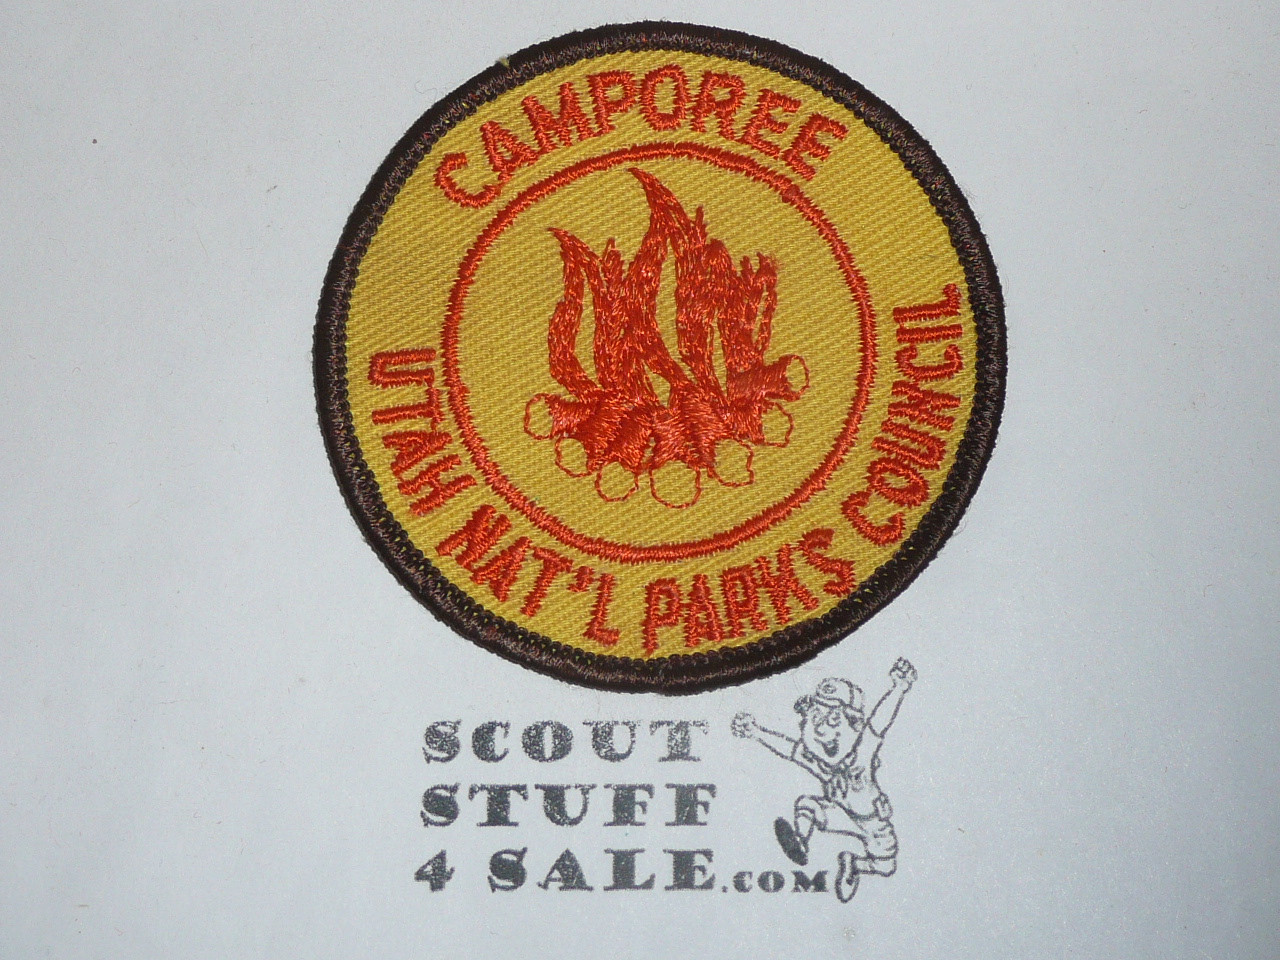 CAMPOREE
UTAH NAT'L PARKS COUNCIL
SCOUT
STUFF
4 SALE.COM